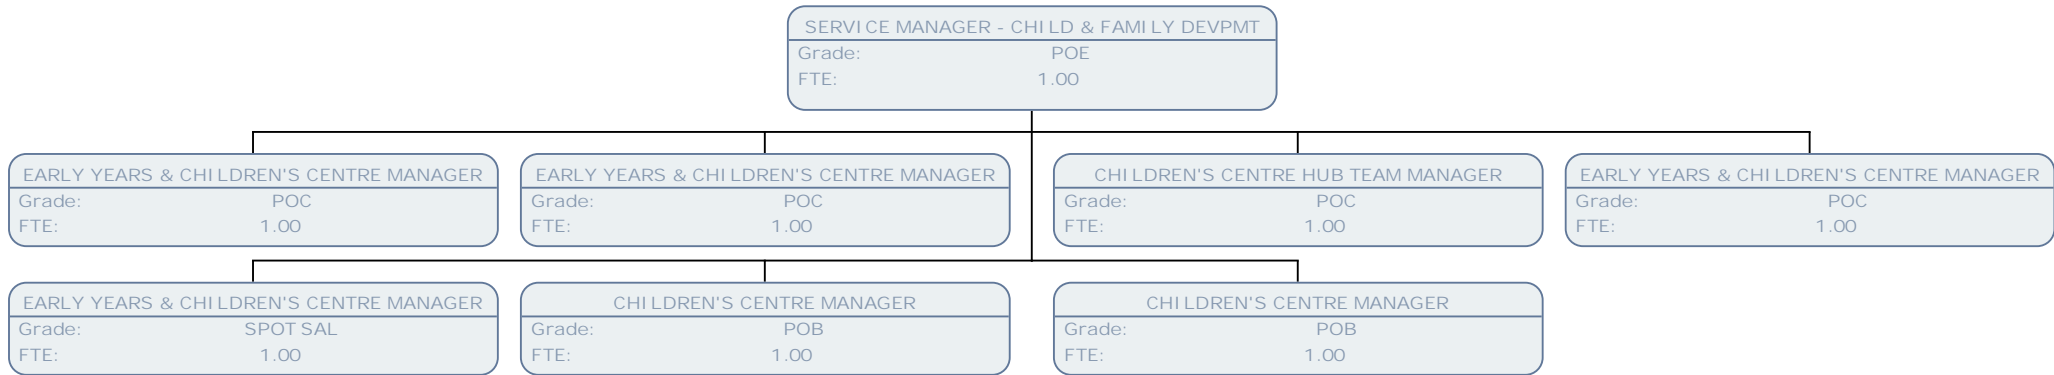 SERVICE MANAGER - CHILD & FAMILY DEVPMT
Grade: POE
FTE: 1.00
EARLY YEARS & CHILDREN'S CENTRE MANAGER
Grade: POC
FTE: 1.00
EARLY YEARS & CHILDREN'S CENTRE MANAGER
Grade: POC
FTE: 1.00
CHILDREN'S CENTRE HUB TEAM MANAGER
Grade: POC
FTE: 1.00
EARLY YEARS & CHILDREN'S CENTRE MANAGER
Grade: POC
FTE: 1.00
EARLY YEARS & CHILDREN'S CENTRE MANAGER
Grade: SPOT SAL
FTE: 1.00
CHILDREN'S CENTRE MANAGER
Grade: POB
FTE: 1.00
CHILDREN'S CENTRE MANAGER
Grade: POB
FTE: 1.00